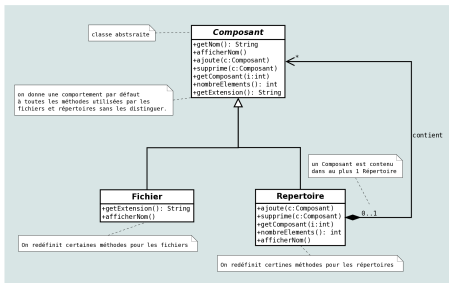 classe abstsraite
Composant
+getNom(): String
+afficherNom()
+ajoute(c:Composant)
+supprime(c:Composant)
+getComposant(i:int)
+nombreElements(): int
+getExtension(): String
*
on donne une comportement par défaut
à toutes les méthodes utilisées par les
fichiers et répertoires sans les distinguer.
contient
un Composant est contenu
dans au plus 1 Répertoire
Fichier
+getExtension(): String
+afficherNom()
Repertoire
+ajoute(c:Composant)
+supprime(c:Composant)
+getComposant(i:int)
+nombreElements(): int
+afficherNom()
0..1
On redéfinit certaines méthodes pour les fichiers
On redéfinit certines méthodes pour les répertoires